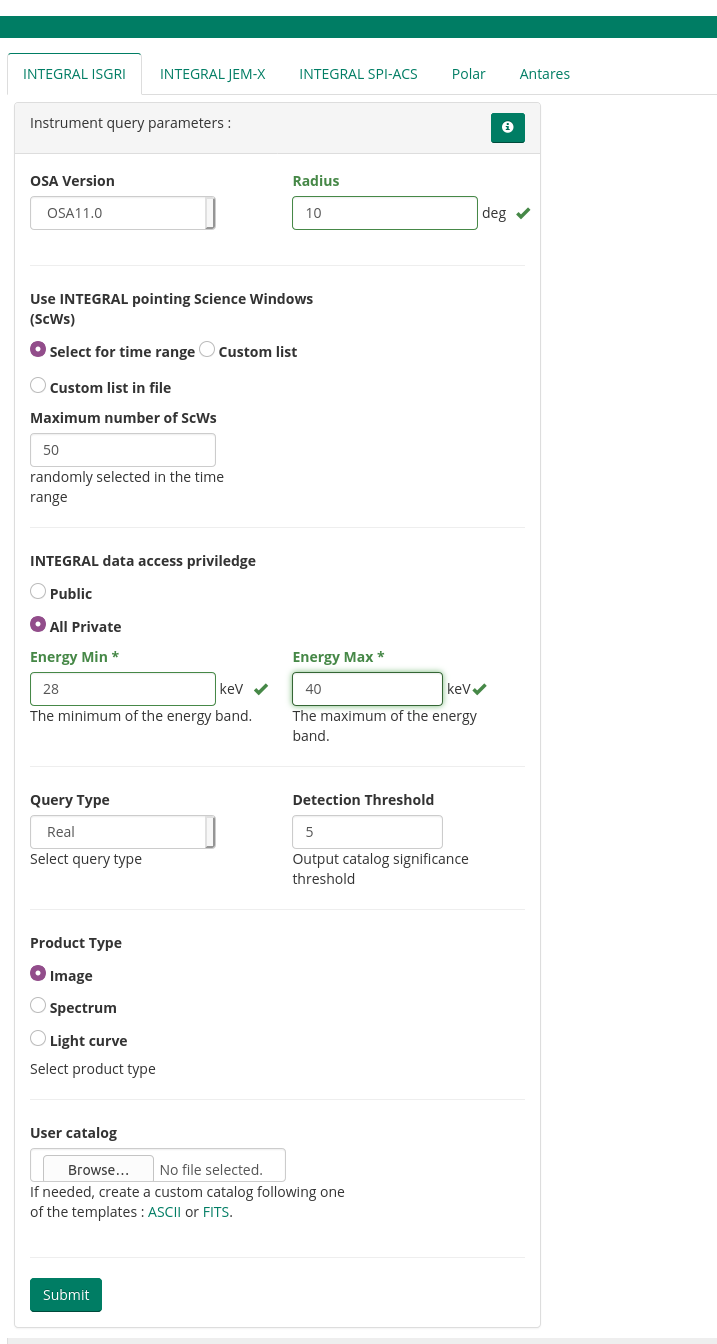 INTEGRAL ISGRI INTEGRAL JEM-X INTEGRAL SPI-ACS Polar Antares
Instrument query parameters :
OSA Version Radius
OSA11.0 10 deg
Use INTEGRAL pointing Science Windows
(ScWs)
Select for time range Custom list
Custom list in file
Maximum number of ScWs
50
randomly selected in the time
range
INTEGRAL data access priviledge
Public
All Private
Energy Min * Energy Max *
28 keV 40 keV
The minimum of the energy band. The maximum of the energy
band.
Query Type Detection Threshold
Real 5
Select query type Output catalog significance
threshold
Product Type
Image
Spectrum
Light curve
Select product type
User catalog
Browse... No file selected.
If needed, create a custom catalog following one
of the templates : ASCII or FITS.
Submit